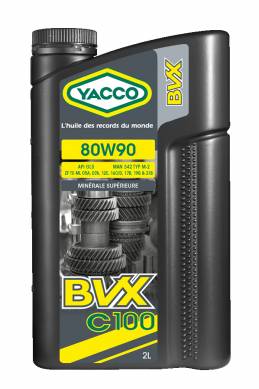 YACCO
BVX
L'huile des records du monde
80W90
API GL5 MAN 342 TYP M-2
MINÉRALE SUPÉRIEURE
BVX
C100
2L